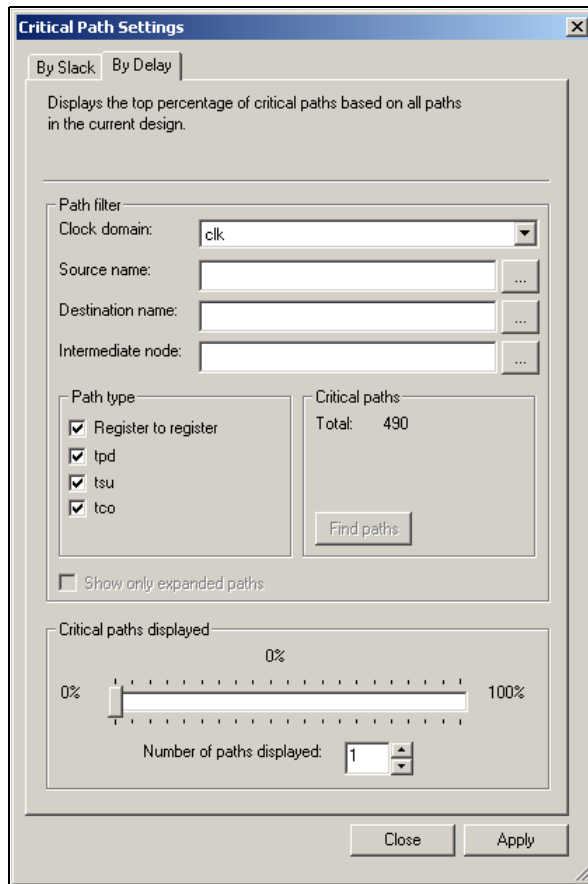 Critical Path Settings
By Slack By Delay
Displays the top percentage of critical paths based on all paths
in the current design.
Path filter
Clock domain: clk
Source name: ...
Destination name: ...
Intermediate node: ...
Path type
Register to register
tpd
tsu
tco
Critical paths
Total: 490
Find paths
Show only expanded paths
Critical paths displayed
0%
0% 100%
Number of paths displayed: 1
Close Apply